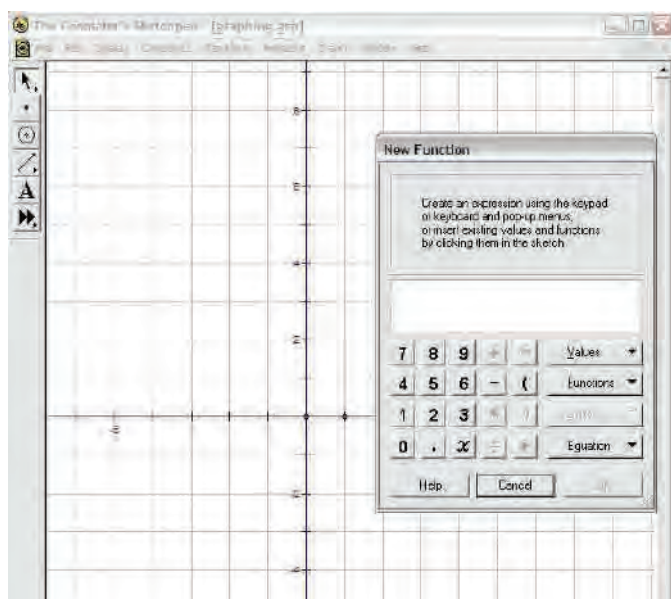 The Geometer's Sketchpad - [graphing.gsp]
New Function
Create an expression using the keypad
or keyboard and pop-up menus,
or insert existing values and functions
by clicking them in the sketch.
7 8 9 + Values
4 5 6 - ( Functions
1 2 3 * )
0 . x ÷ Equation
Help Cancel
A
8
6
4
2